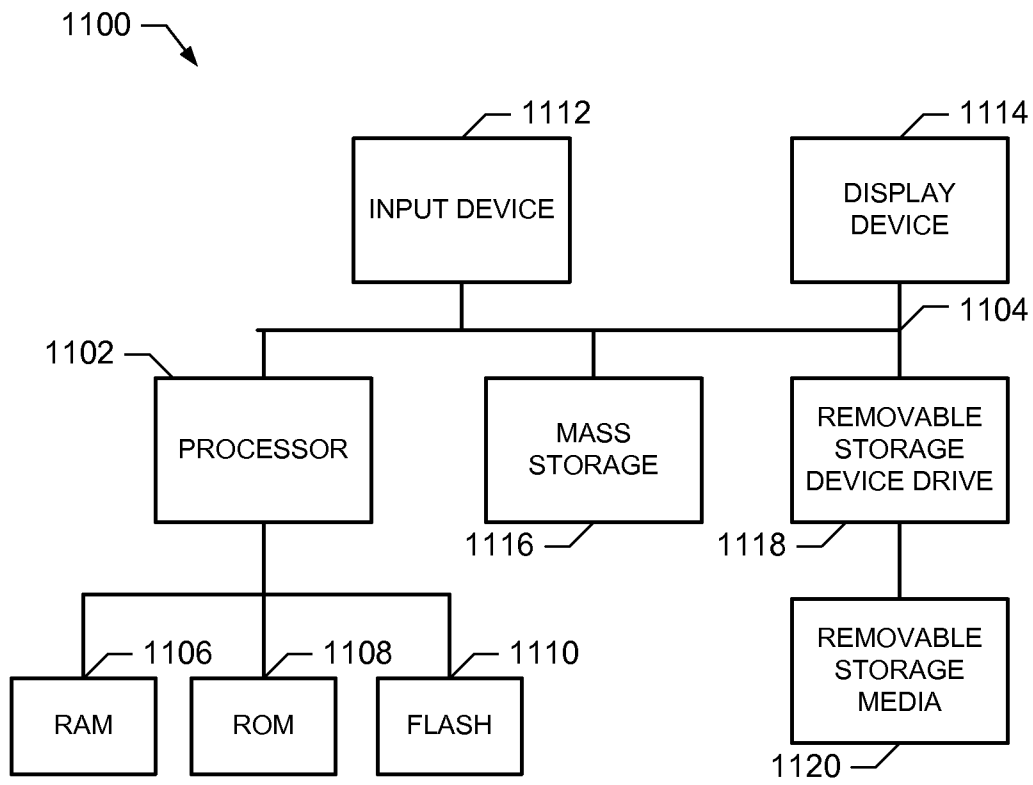 1100
1112
1114
INPUT DEVICE
DISPLAY
DEVICE
1104
1102
PROCESSOR
MASS
STORAGE
REMOVABLE
STORAGE
DEVICE DRIVE
1116
1118
1106
1108
1110
RAM
ROM
FLASH
REMOVABLE
STORAGE
MEDIA
1120